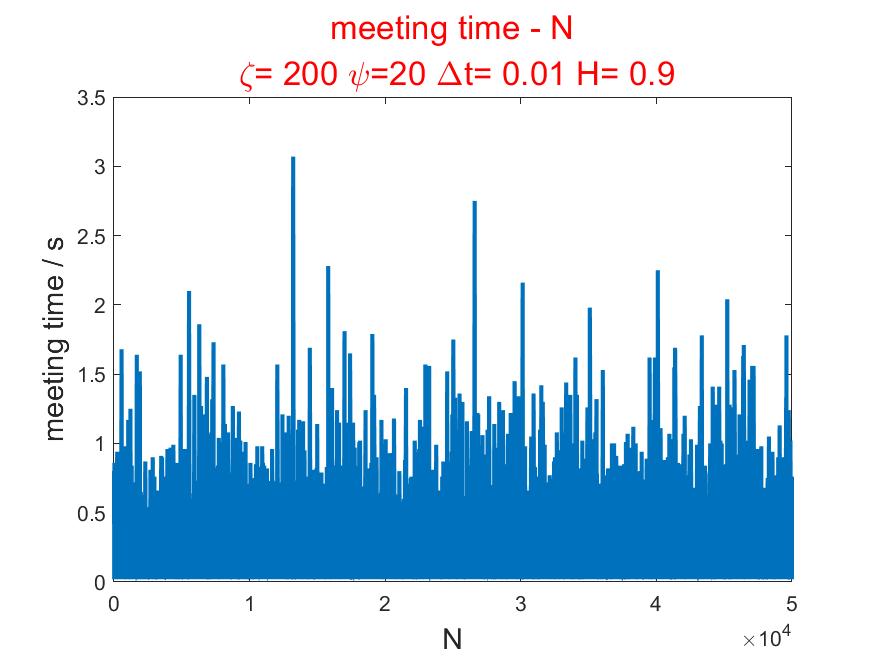 meeting time - N
ζ= 200 ψ=20 Δt= 0.01 H= 0.9
3.5
3
2.5
2
1.5
1
0.5
0
meeting time / s
0 1 2 3 4 5
×10⁴
N